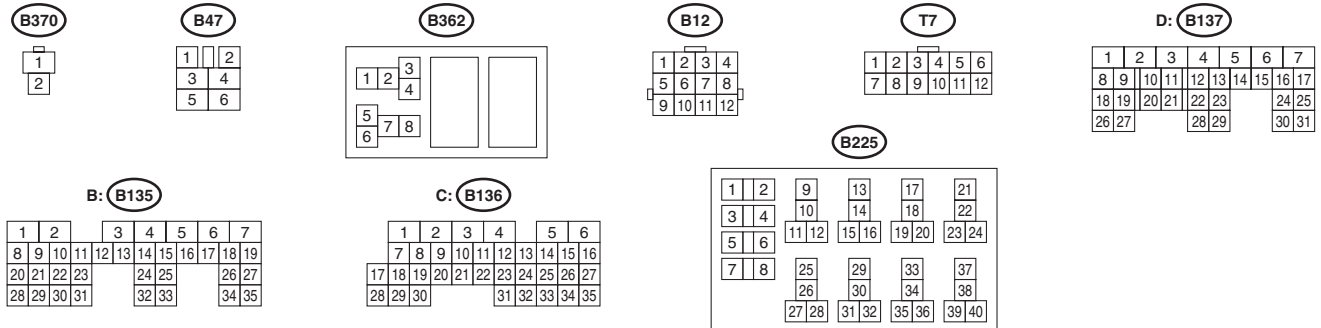 B370 B47 B362 B12 T7 D: B137
1
2
1 2
3 4
5 6
1 2 3
4
5
6 7 8
1 2 3 4
5 6 7 8
9 10 11 12
1 2 3 4 5 6
7 8 9 10 11 12
1 2 3 4 5 6 7
8 9 10 11 12 13 14 15 16 17
18 19 20 21 22 23 24 25
26 27 28 29 30 31
B225
B: B135 C: B136
1 2 3 4 5 6 7
8 9 10 11 12 13 14 15 16 17 18 19
20 21 22 23 24 25 26 27
28 29 30 31 32 33 34 35
1 2 3 4 5 6
7 8 9 10 11 12 13 14 15 16
17 18 19 20 21 22 23 24 25 26 27
28 29 30 31 32 33 34 35
1 2 9 13 17 21
3 4 10 14 18 22
11 12 15 16 19 20 23 24
5 6
7 8 25 29 33 37
26 30 34 38
27 28 31 32 35 36 39 40